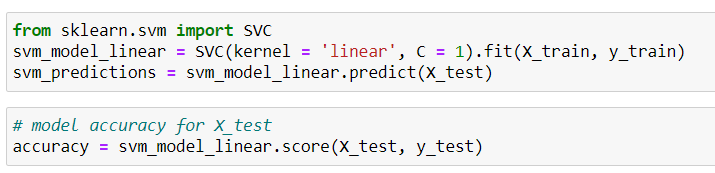 from sklearn.svm import SVC
svm_model_linear = SVC(kernel = 'linear', C = 1).fit(X_train, y_train)
svm_predictions = svm_model_linear.predict(X_test)
# model accuracy for X_test
accuracy = svm_model_linear.score(X_test, y_test)